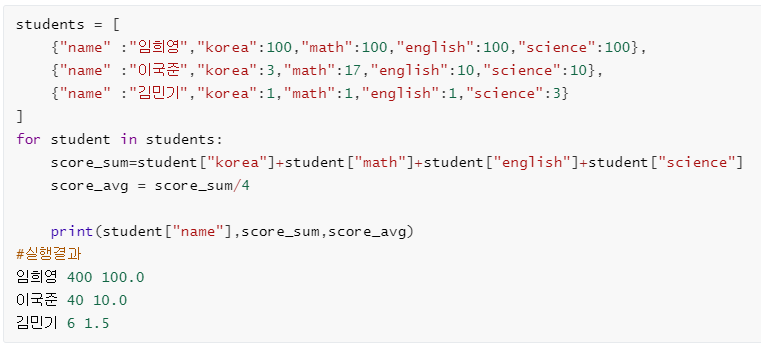 students = [
    {"name" :"임희영","korea":100,"math":100,"english":100,"science":100},
    {"name" :"이국준","korea":3,"math":17,"english":10,"science":10},
    {"name" :"김민기","korea":1,"math":1,"english":1,"science":3}
]
for student in students:
    score_sum=student["korea"]+student["math"]+student["english"]+student["science"]
    score_avg = score_sum/4
    print(student["name"],score_sum,score_avg)
#실행결과
임희영 400 100.0
이국준 40 10.0
김민기 6 1.5